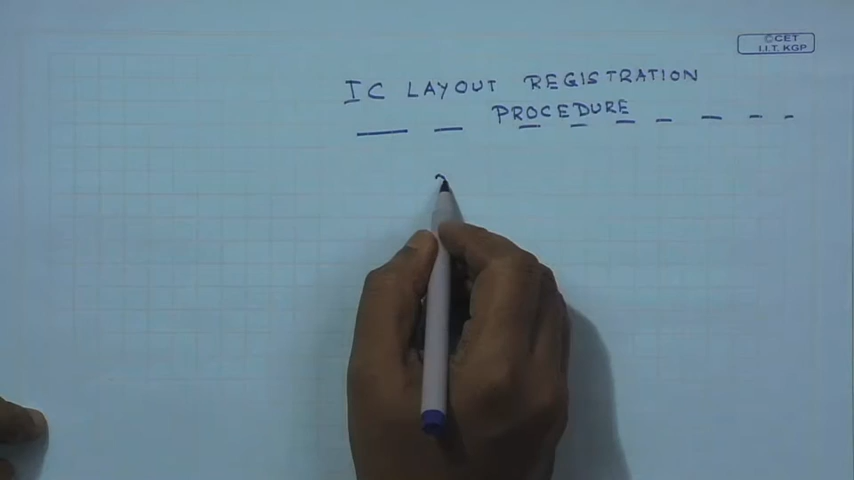 ©CET
I.I.T. KGP
IC LAYOUT REGISTRATION
PROCEDURE